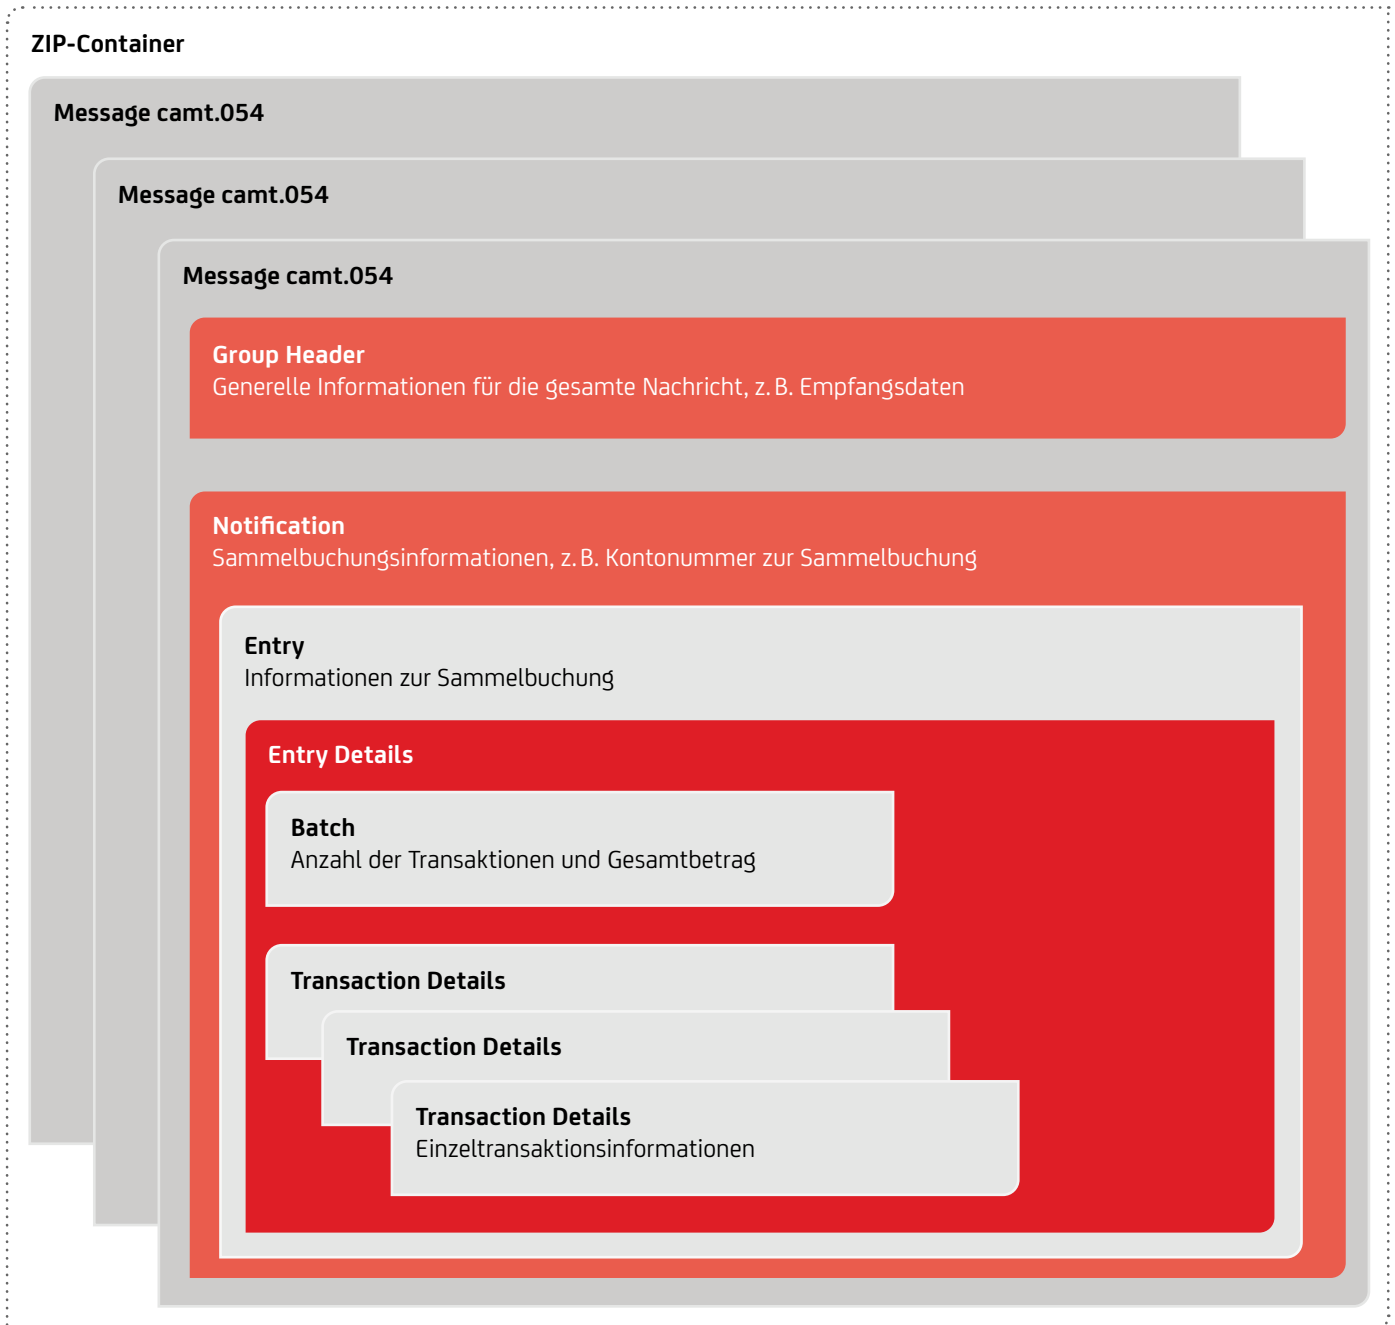 ZIP-Container
Message camt.054
Message camt.054
Message camt.054
Group Header
Generelle Informationen für die gesamte Nachricht, z. B. Empfangsdaten
Notification
Sammelbuchungsinformationen, z. B. Kontonummer zur Sammelbuchung
Entry
Informationen zur Sammelbuchung
Entry Details
Batch
Anzahl der Transaktionen und Gesamtbetrag
Transaction Details
Transaction Details
Transaction Details
Einzeltransaktionsinformationen